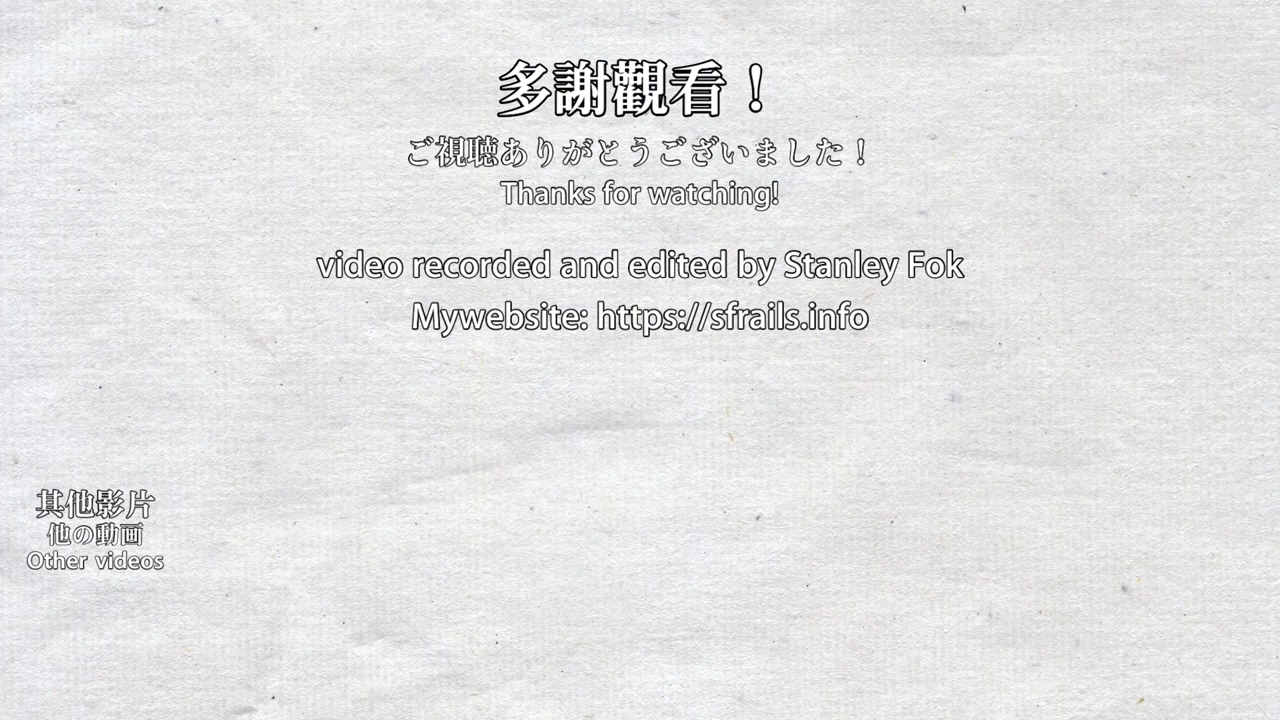 多謝觀看！
ご視聴ありがとうございました！
Thanks for watching!
video recorded and edited by Stanley Fok
Mywebsite: https://sfrails.info
其他影片
他の動画
Other videos